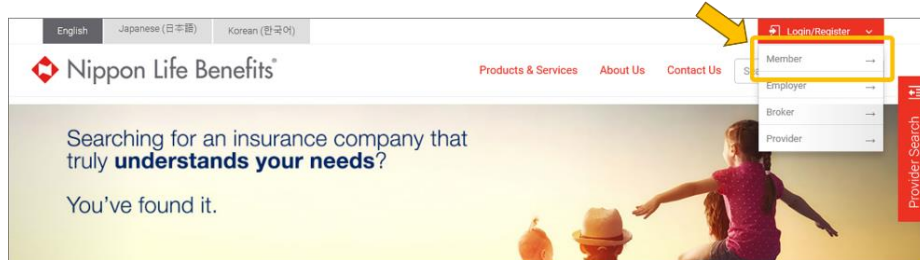 English
Japanese (日本語)
Korean (한국어)
Login/Register
Nippon Life Benefits®
Products & Services
About Us
Contact Us
Member
Employer
Broker
Provider
Provider Search
Searching for an insurance company that
truly understands your needs?
You've found it.